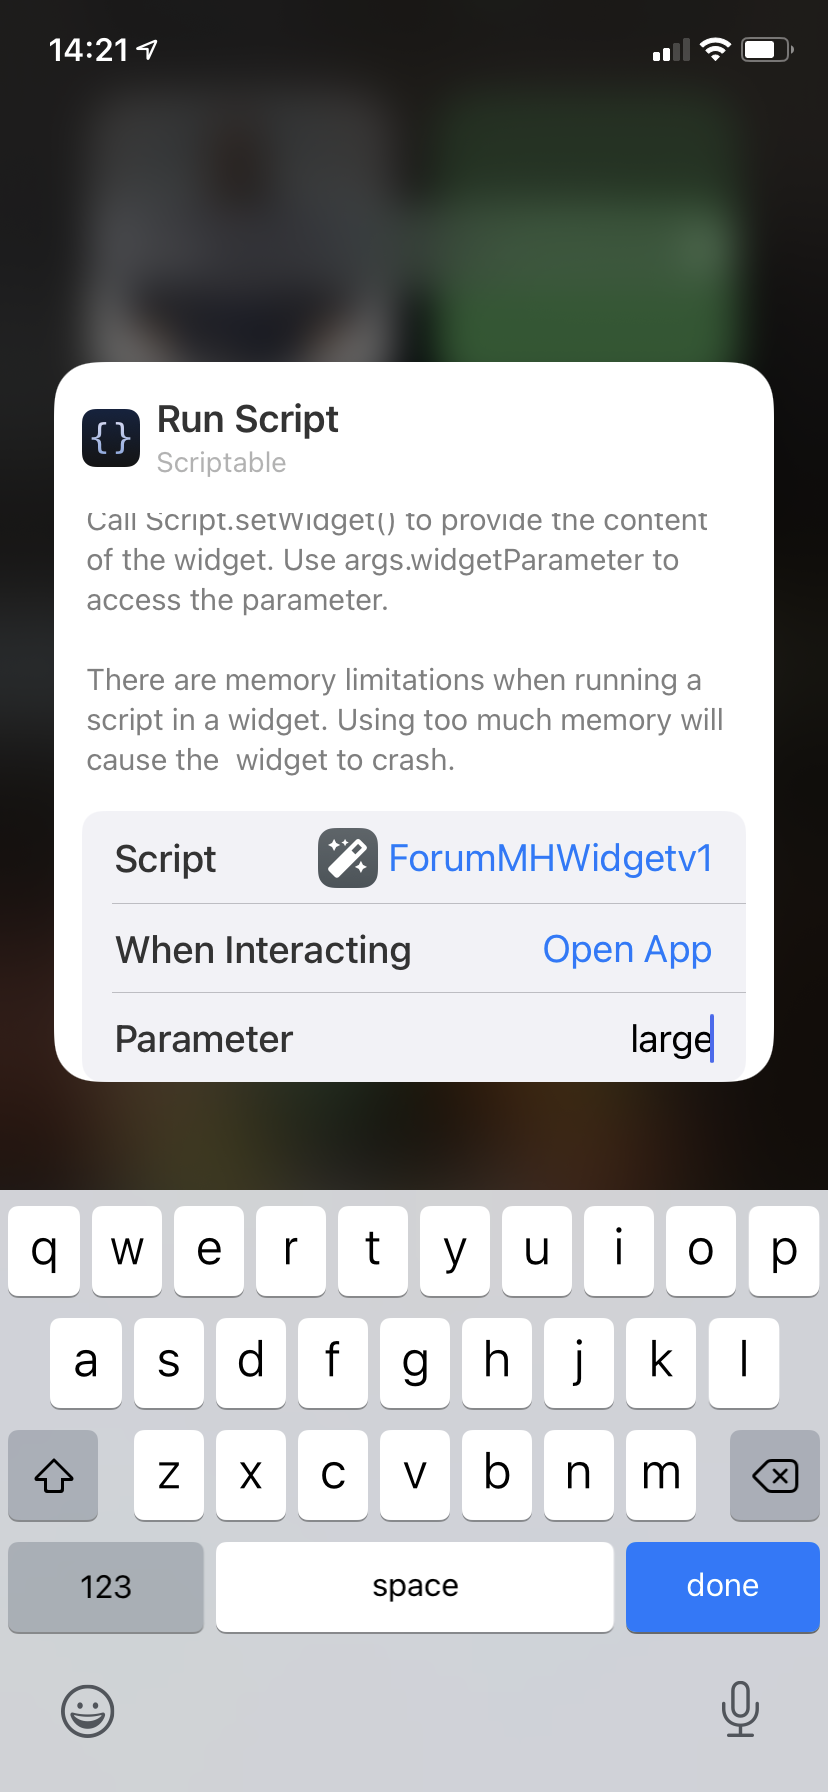 14:21
Run Script
Scriptable
Call Script.setWidget() to provide the content
of the widget. Use args.widgetParameter to
access the parameter.
There are memory limitations when running a
script in a widget. Using too much memory will
cause the  widget to crash.
Script ForumMHWidgetv1
When Interacting Open App
Parameter large
q w e r t y u i o p
a s d f g h j k l
z x c v b n m
123 space done